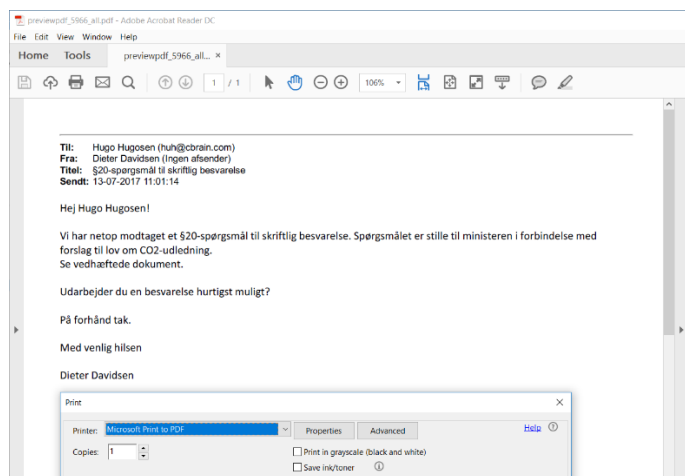 previewpdf_5966_all.pdf - Adobe Acrobat Reader DC
File Edit View Window Help
Home Tools previewpdf_5966_all... ×
1 / 1 106%
Til: Hugo Hugosen (huh@cbrain.com)
Fra: Dieter Davidsen (Ingen afsender)
Titel: §20-spørgsmål til skriftlig besvarelse
Sendt: 13-07-2017 11:01:14
Hej Hugo Hugosen!
Vi har netop modtaget et §20-spørgsmål til skriftlig besvarelse. Spørgsmålet er stille til ministeren i forbindelse med
forslag til lov om CO2-udledning.
Se vedhæftede dokument.
Udarbejder du en besvarelse hurtigst muligt?
På forhånd tak.
Med venlig hilsen
Dieter Davidsen
Print
Printer: Microsoft Print to PDF Properties Advanced Help
Copies: 1 Print in grayscale (black and white)
Save ink/toner